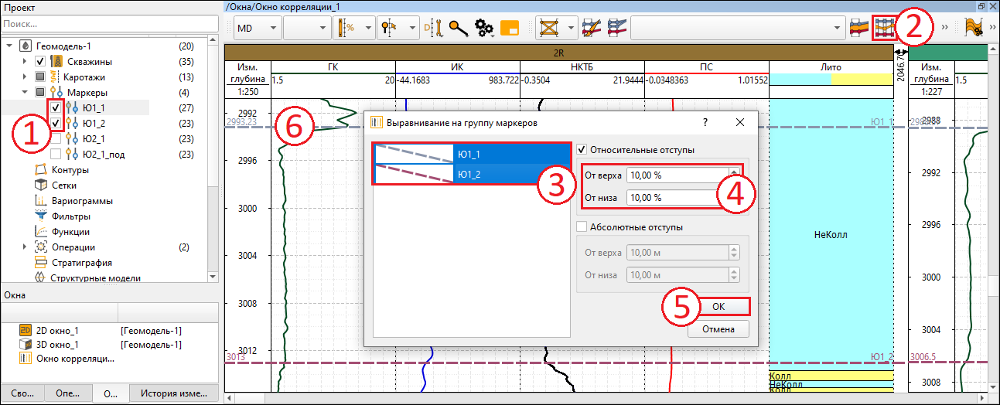 Проект
Поиск...
Геомодель-1 (20)
Скважины (35)
Каротажи (13)
Маркеры (4)
Ю1_1 (27)
Ю1_2 (23)
Ю2_1 (23)
Ю2_1_под (23)
Контуры
Сетки
Вариограммы
Фильтры
Функции
Операции (2)
Стратиграфия
Структурные модели
1
Окна
2D окно_1 [Геомодель-1]
3D окно_1 [Геомодель-1]
Окно корреляци...
Сво... Опе... О... История изме...
/Окна/Окно корреляции_1
MD % Г D
2
2R
Изм. глубина 1:250
ГК
1.5 20
ИК
-44.1683 983.722
НКТБ
-0.3504 21.9444
ПС
-0.0348363 1.01552
Лито
Изм. глубина 1:227
1.5
2992
2993.23
2996
3000
3004
3008
3012
3013
6
Выравнивание на группу маркеров
? ×
Ю1_1
Ю1_2
3
Относительные отступы
От верха 10,00 %
От низа 10,00 %
4
Абсолютные отступы
От верха 10,00 м
От низа 10,00 м
5
OK
Отмена
Ю1_1
НеКолл
Ю1_2
Колл
НеКолл
Колл
2988
2992
2996
3000
3004
3006.5
3008